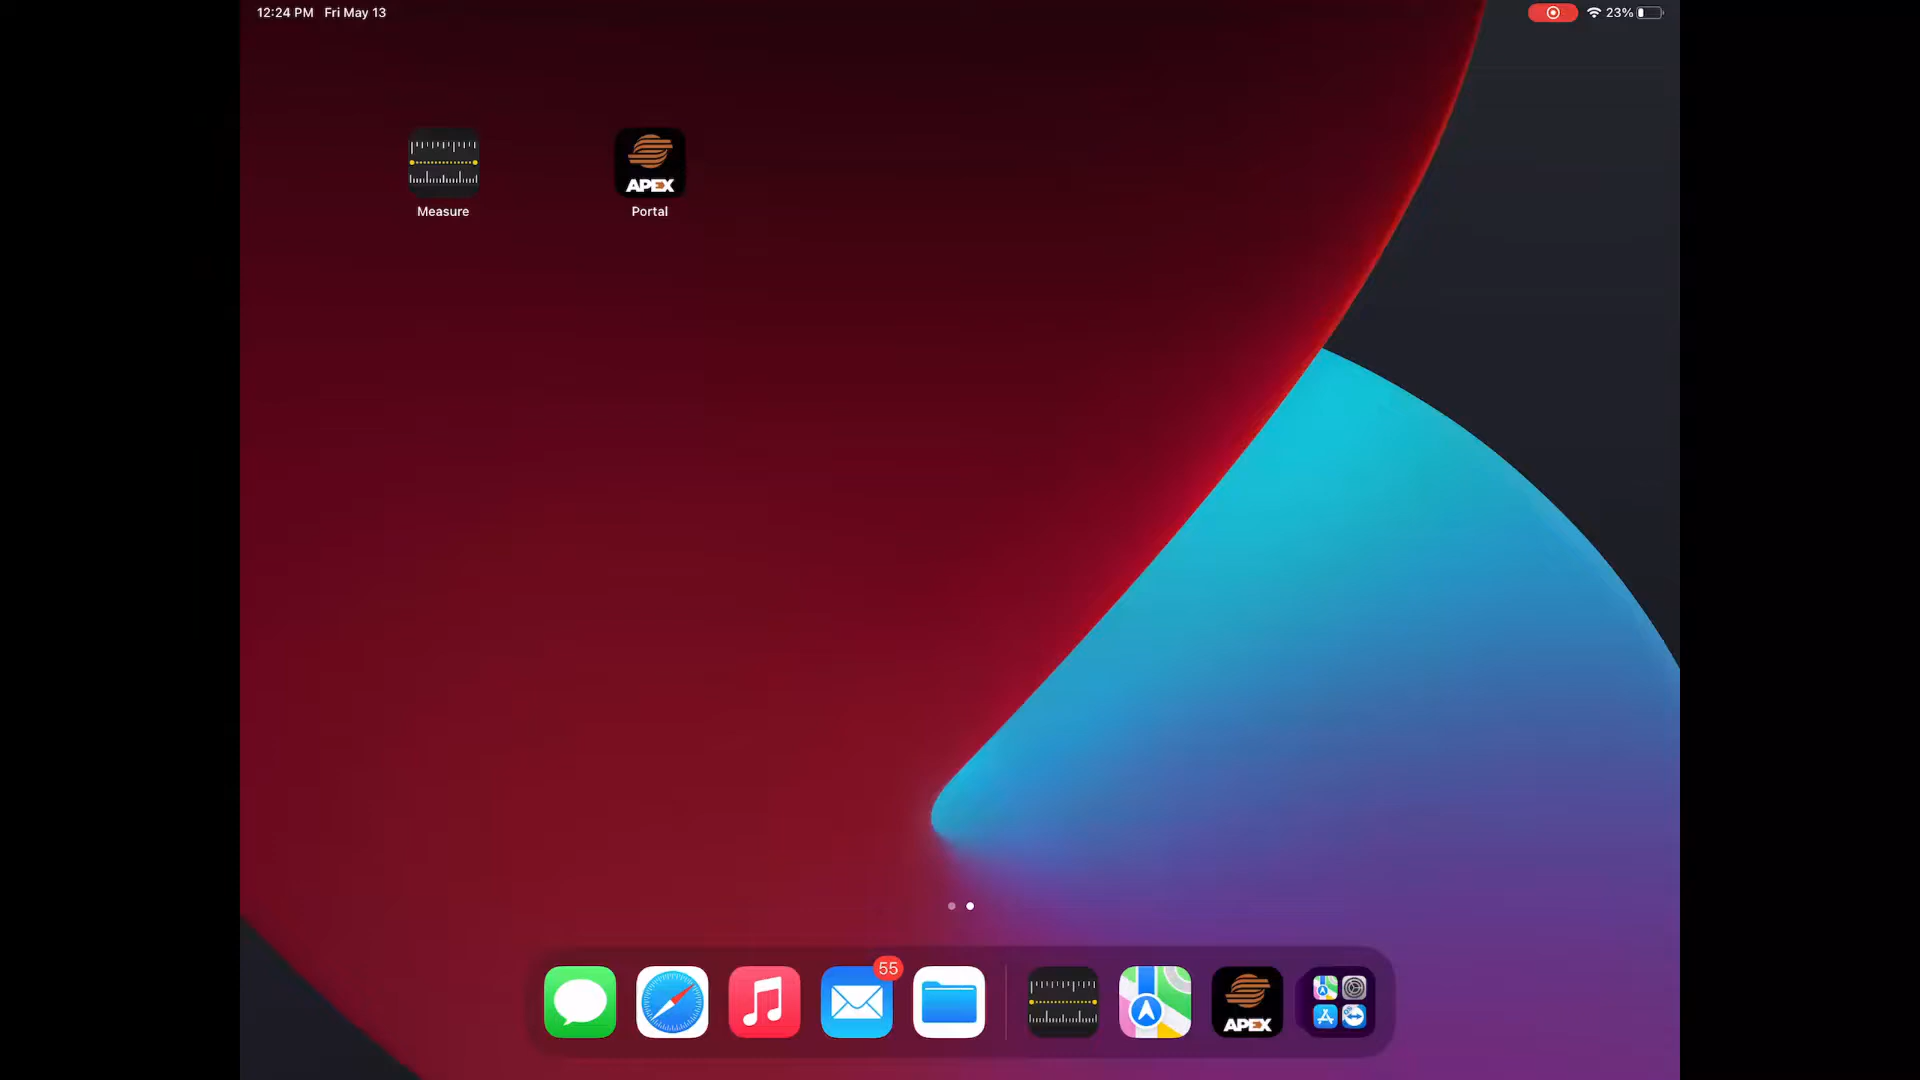 12:24 PM Fri May 13
23%
APEX
Measure
Portal
55
APEX